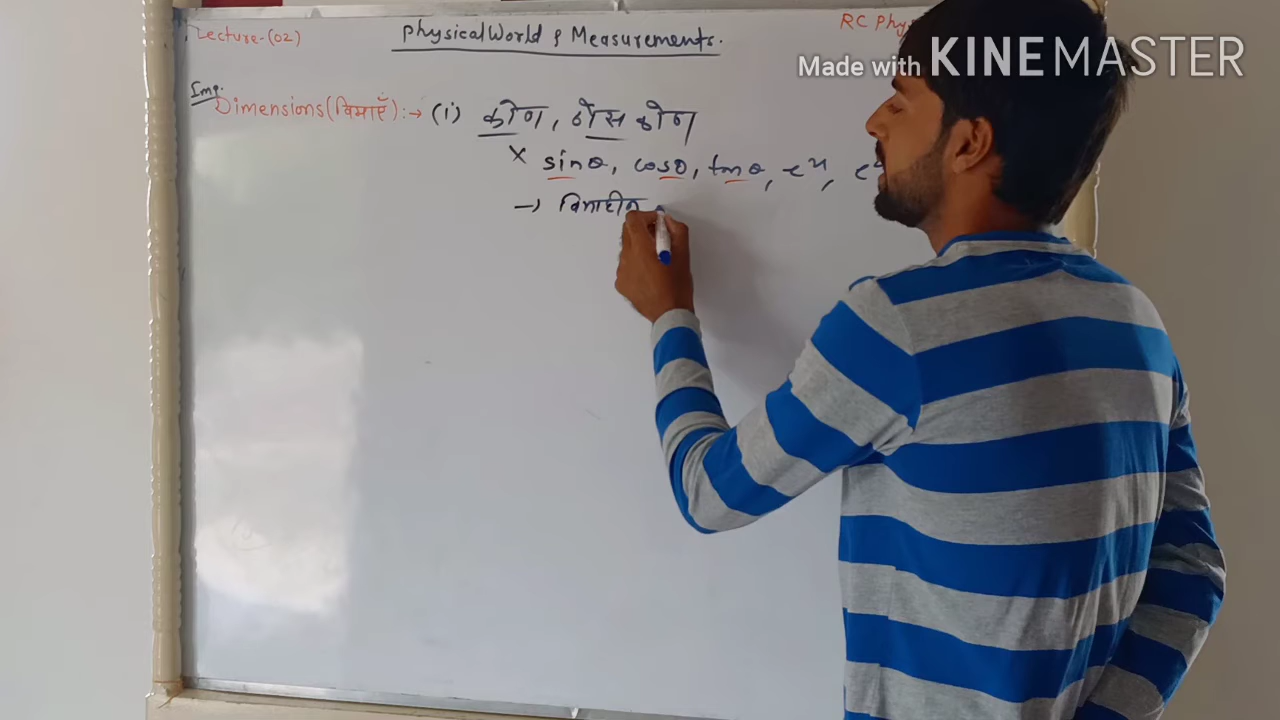 Lecture-(02)
Physical World & Measurements.
RC Phy
Made with KINEMASTER
Imp.
Dimensions(विमाएँ):→ (i) कोण, ठोस कोण
× sinθ, cosθ, tanθ, eˣ,
→ विमाहीन